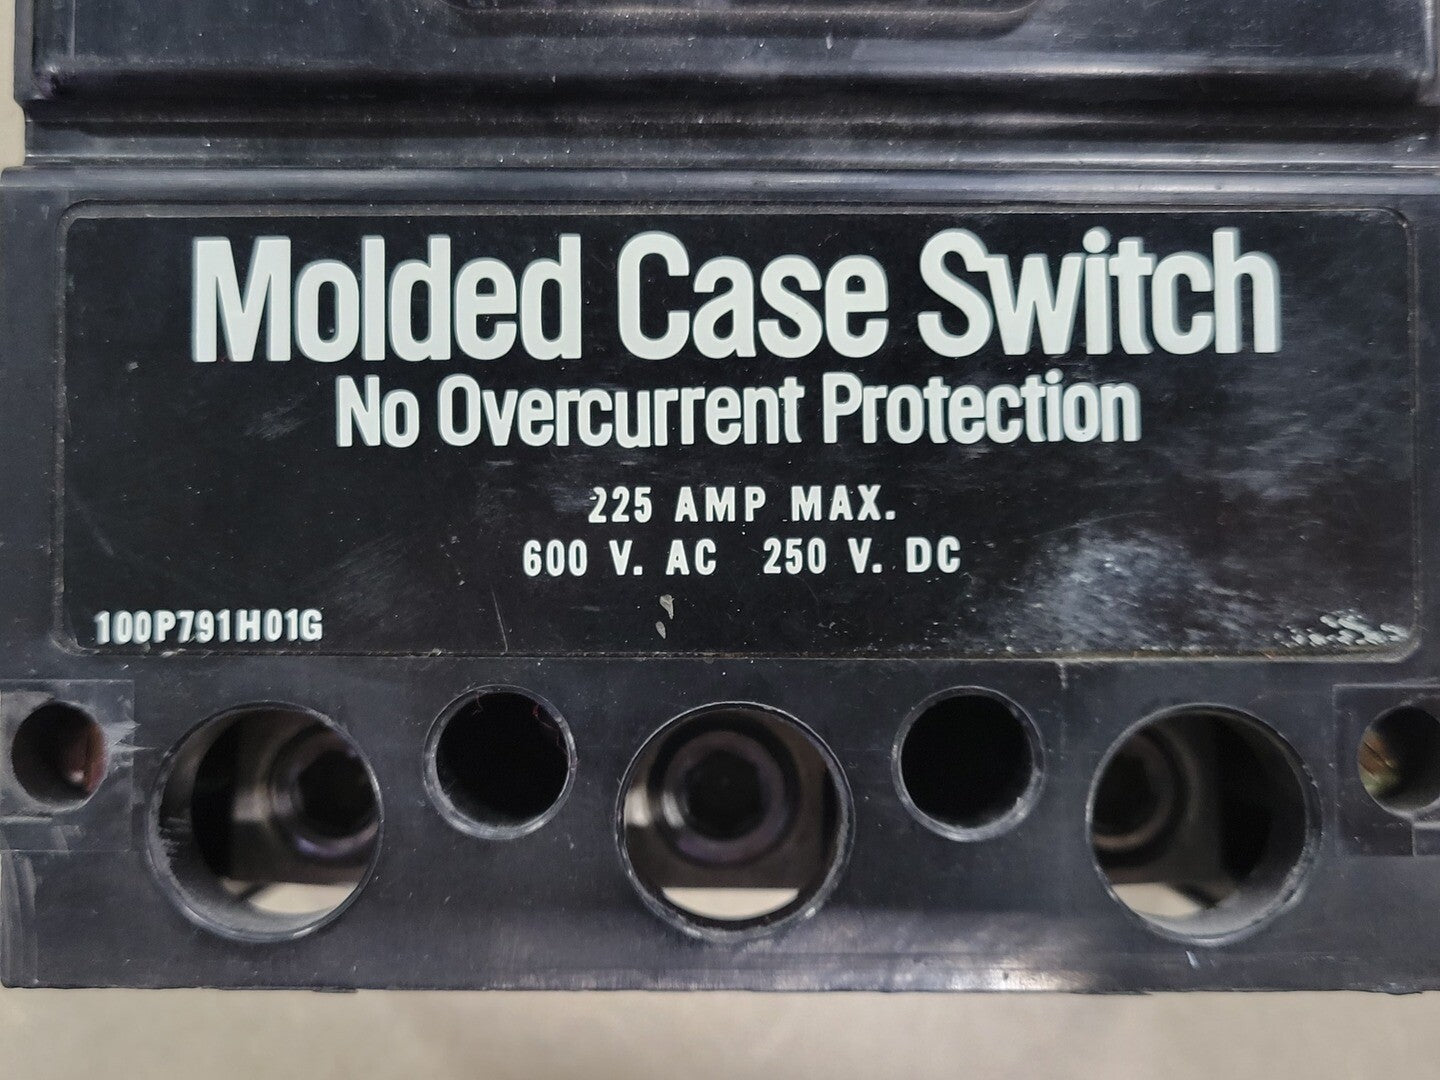 Molded Case Switch
No Overcurrent Protection
225 AMP MAX.
600 V. AC 250 V. DC
100P791H01G